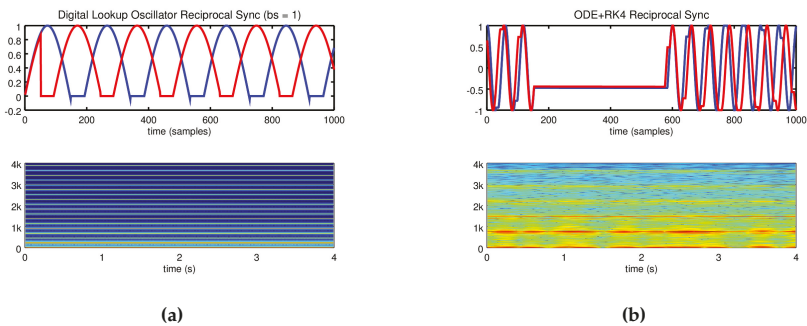 Digital Lookup Oscillator Reciprocal Sync (bs = 1)
1
0.8
0.6
0.4
0.2
0
-0.2
0 200 400 600 800 1000
time (samples)
4k
3k
2k
1k
0
0 1 2 3 4
time (s)
(a)
ODE+RK4 Reciprocal Sync
1
0.5
0
-0.5
-1
0 200 400 600 800 1000
time (samples)
4k
3k
2k
1k
0
0 1 2 3 4
time (s)
(b)